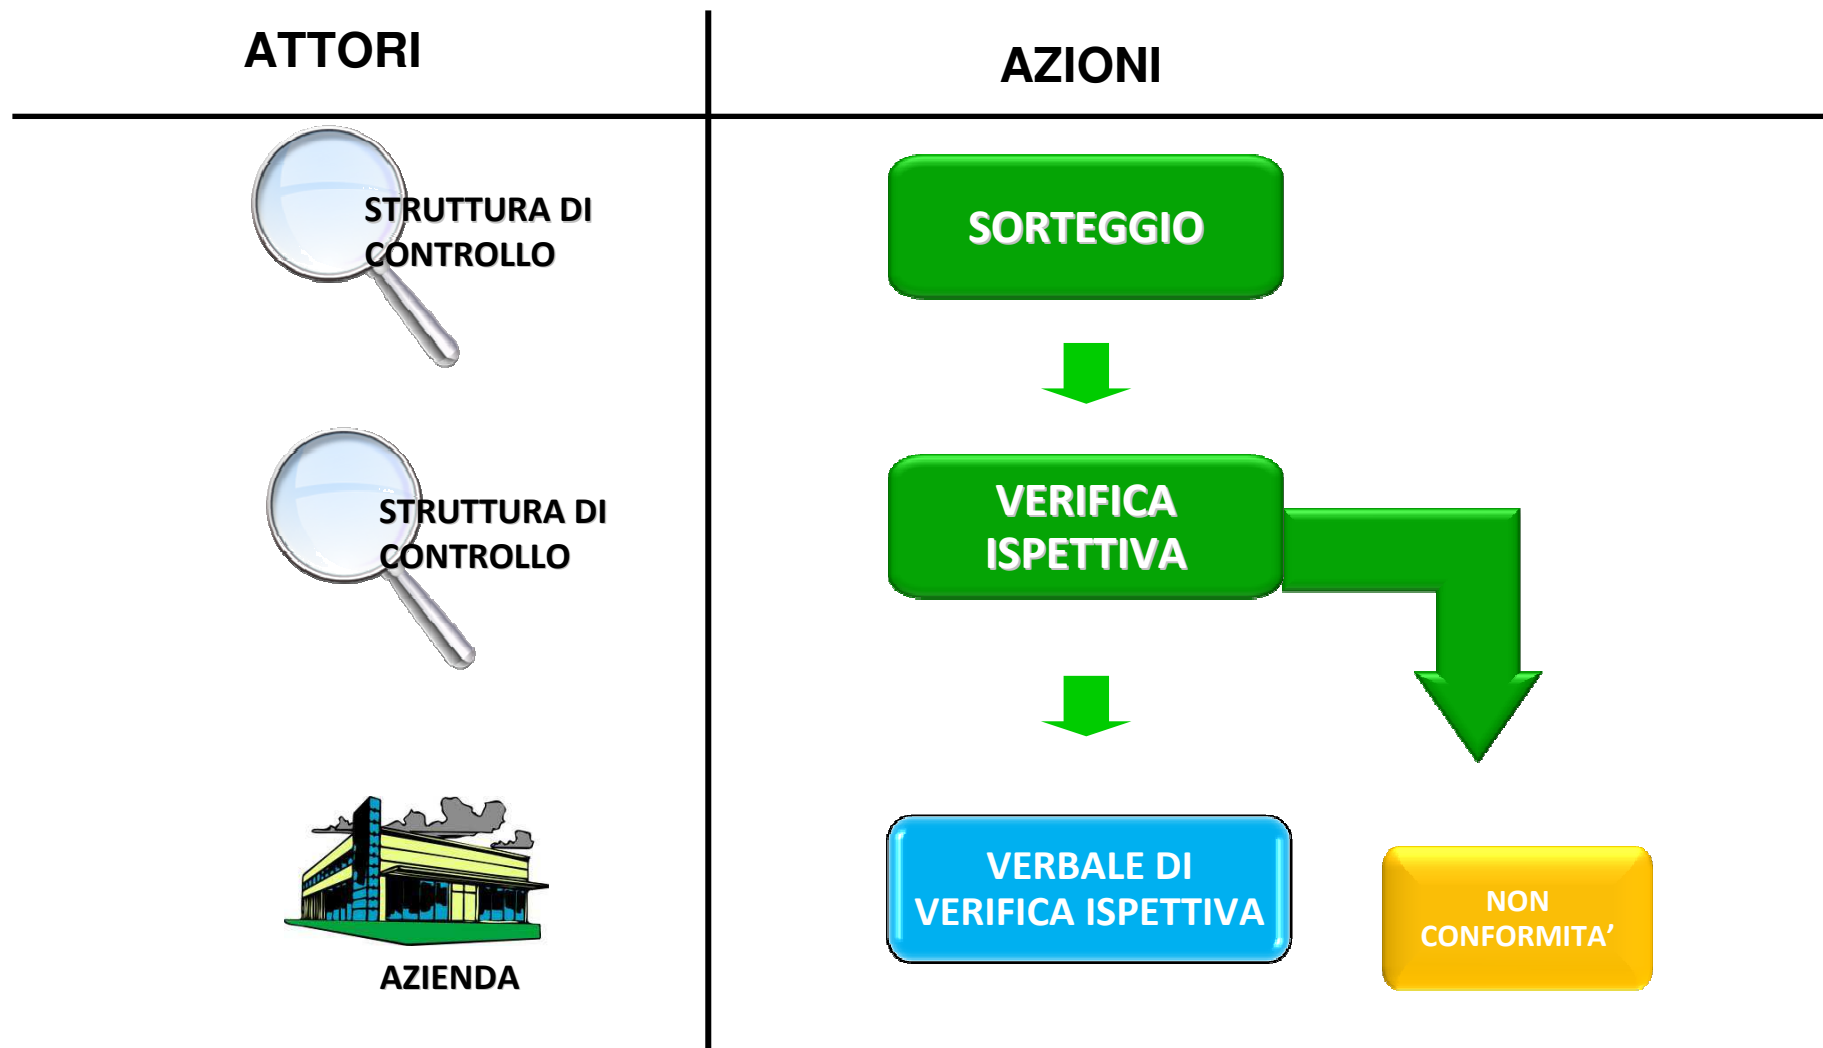 ATTORI
AZIONI
STRUTTURA DI
CONTROLLO
SORTEGGIO
STRUTTURA DI
CONTROLLO
VERIFICA
ISPETTIVA
AZIENDA
VERBALE DI
VERIFICA ISPETTIVA
NON
CONFORMITA’